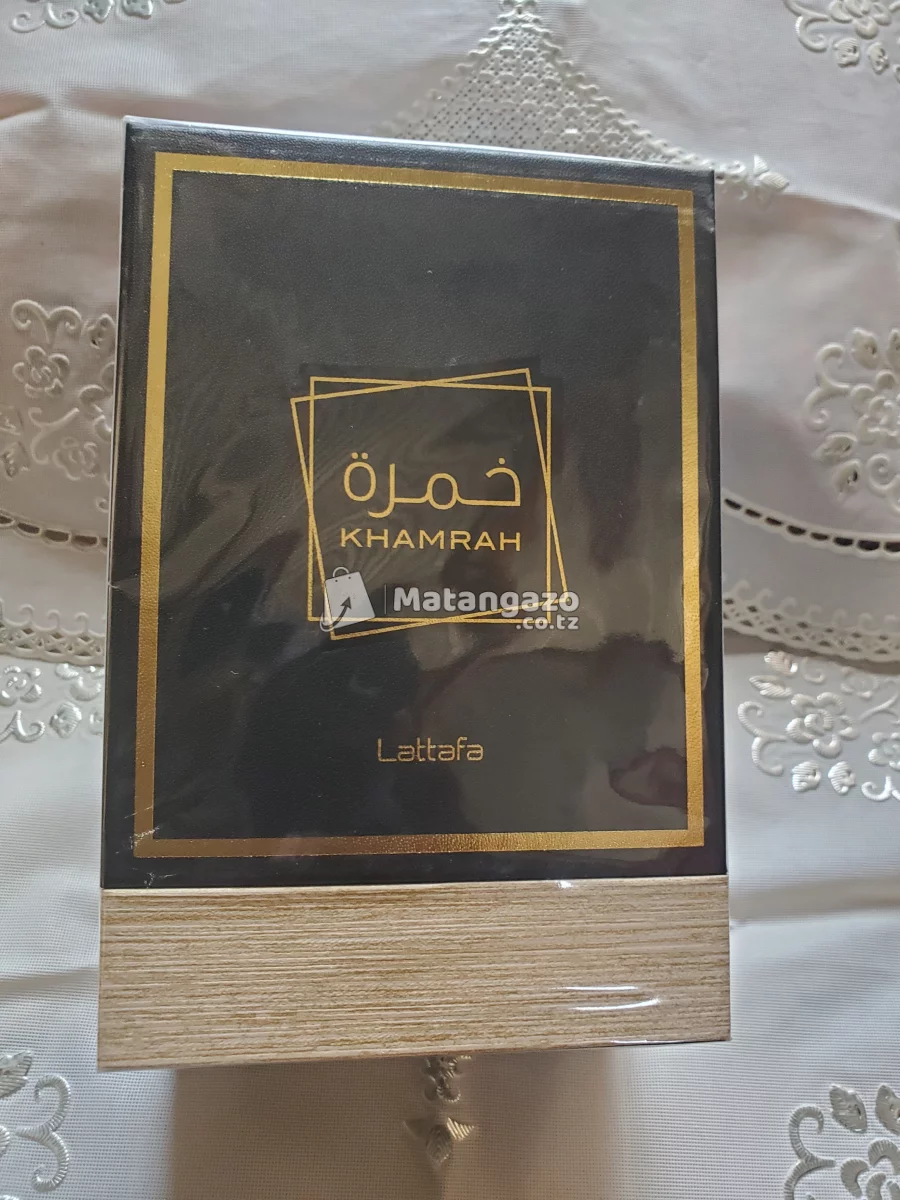 خمرة
KHAMRAH
Matangazo
.co.tz
Lattafa